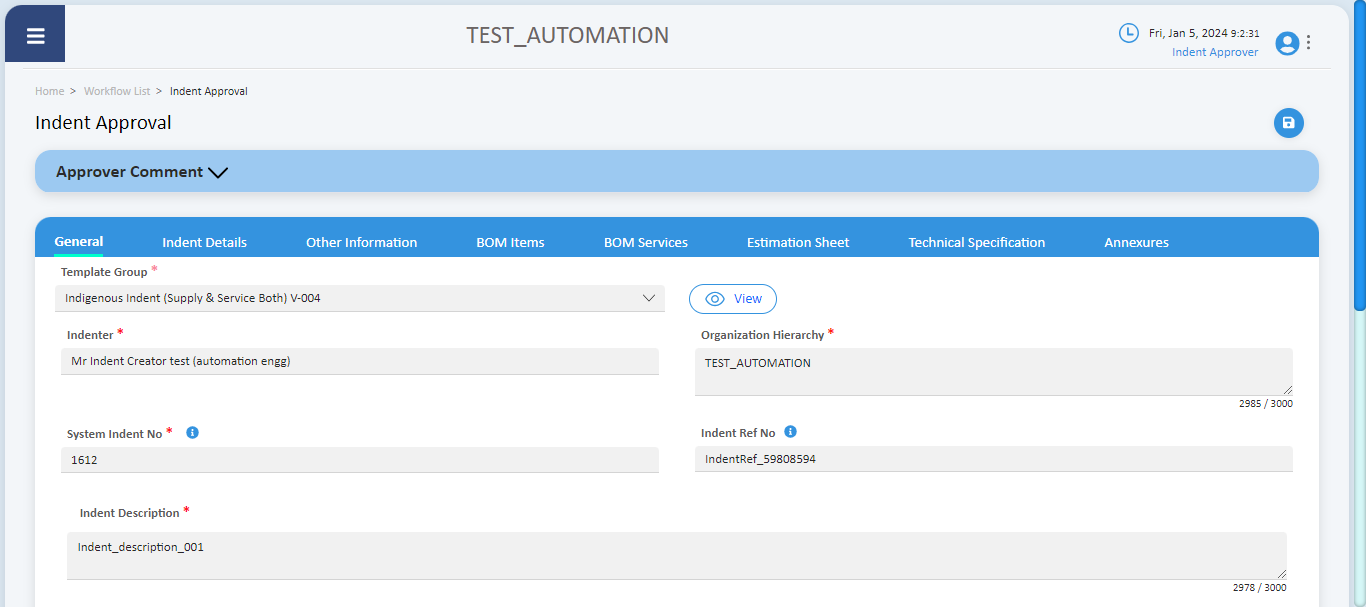 TEST_AUTOMATION
Fri, Jan 5, 2024 9:2:31
Indent Approver
Home > Workflow List > Indent Approval
Indent Approval
Approver Comment
General Indent Details Other Information BOM Items BOM Services Estimation Sheet Technical Specification Annexures
Template Group *
Indigenous Indent (Supply & Service Both) V-004
View
Indenter *
Mr Indent Creator test (automation engg)
Organization Hierarchy *
TEST_AUTOMATION
2985 / 3000
System Indent No *
1612
Indent Ref No
IndentRef_59808594
Indent Description *
Indent_description_001
2978 / 3000